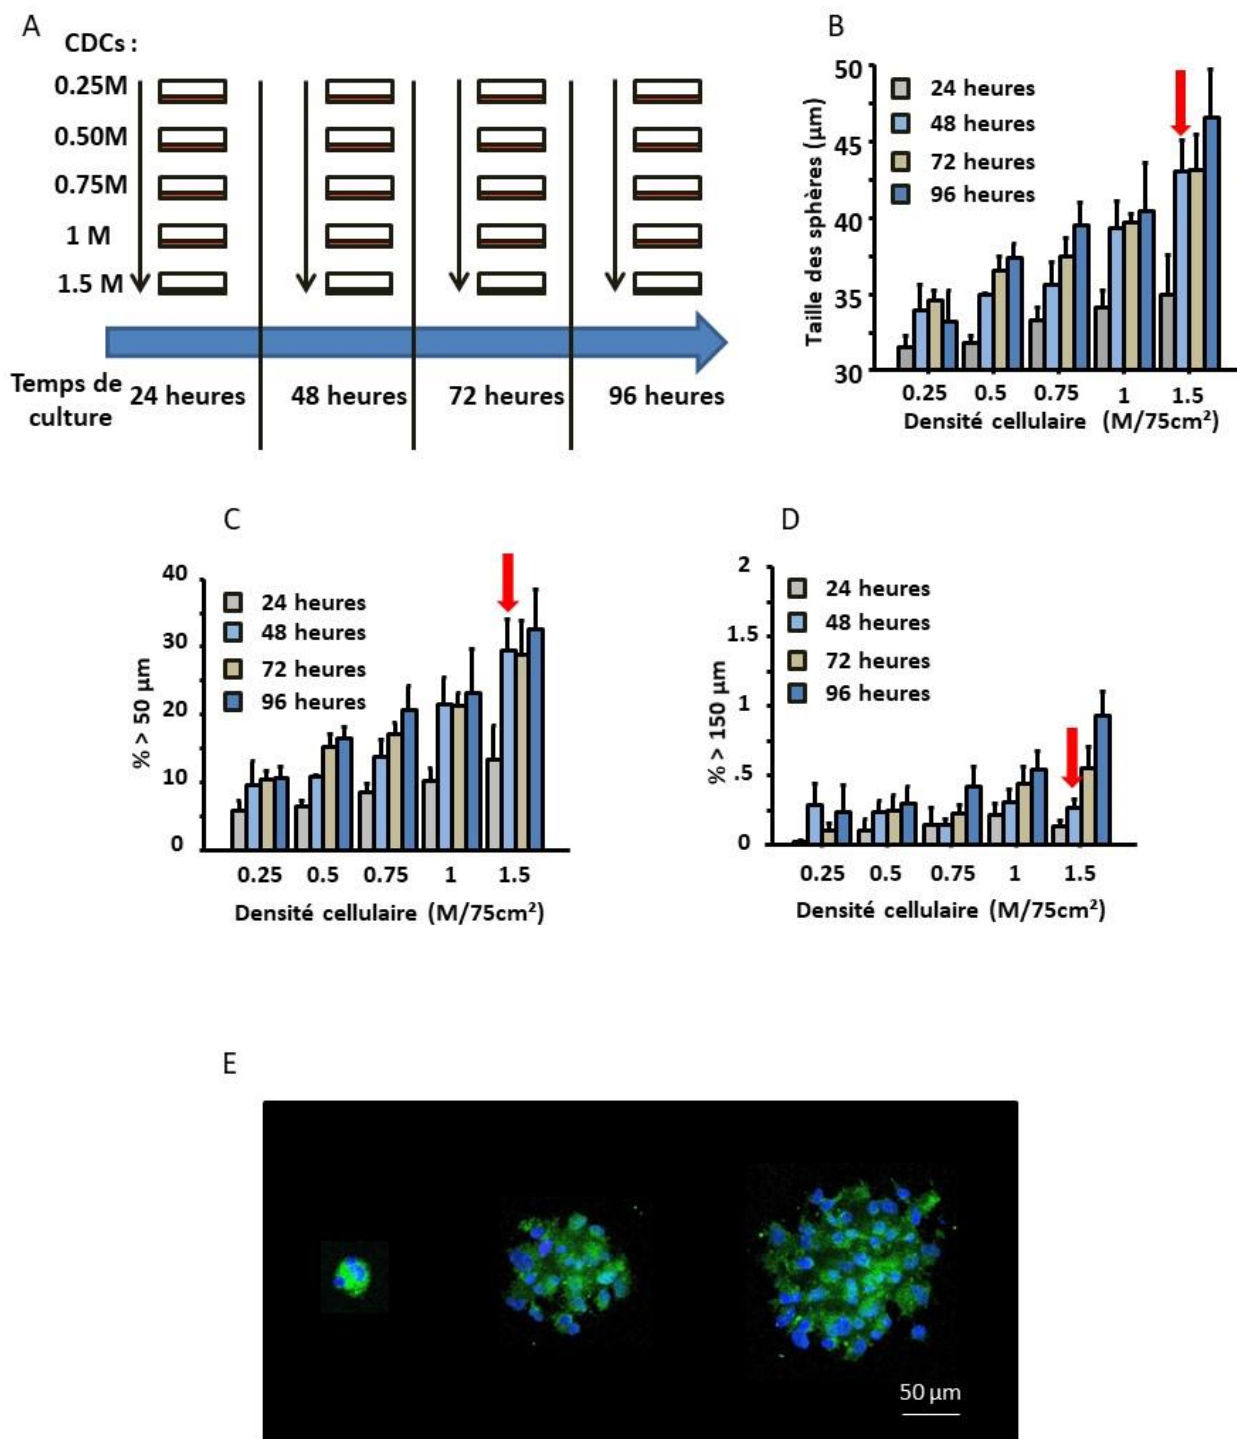 A
CDCs :
0.25M
0.50M
0.75M
1 M
1.5 M
Temps de culture
24 heures
48 heures
72 heures
96 heures
B
Taille des sphères (µm)
50
45
40
35
30
24 heures
48 heures
72 heures
96 heures
0.25 0.5 0.75 1 1.5
Densité cellulaire (M/75cm²)
C
% > 50 µm
40
30
20
10
0
24 heures
48 heures
72 heures
96 heures
0.25 0.5 0.75 1 1.5
Densité cellulaire (M/75cm²)
D
% > 150 µm
2
1.5
1
.5
0
24 heures
48 heures
72 heures
96 heures
0.25 0.5 0.75 1 1.5
Densité cellulaire (M/75cm²)
E
50 µm